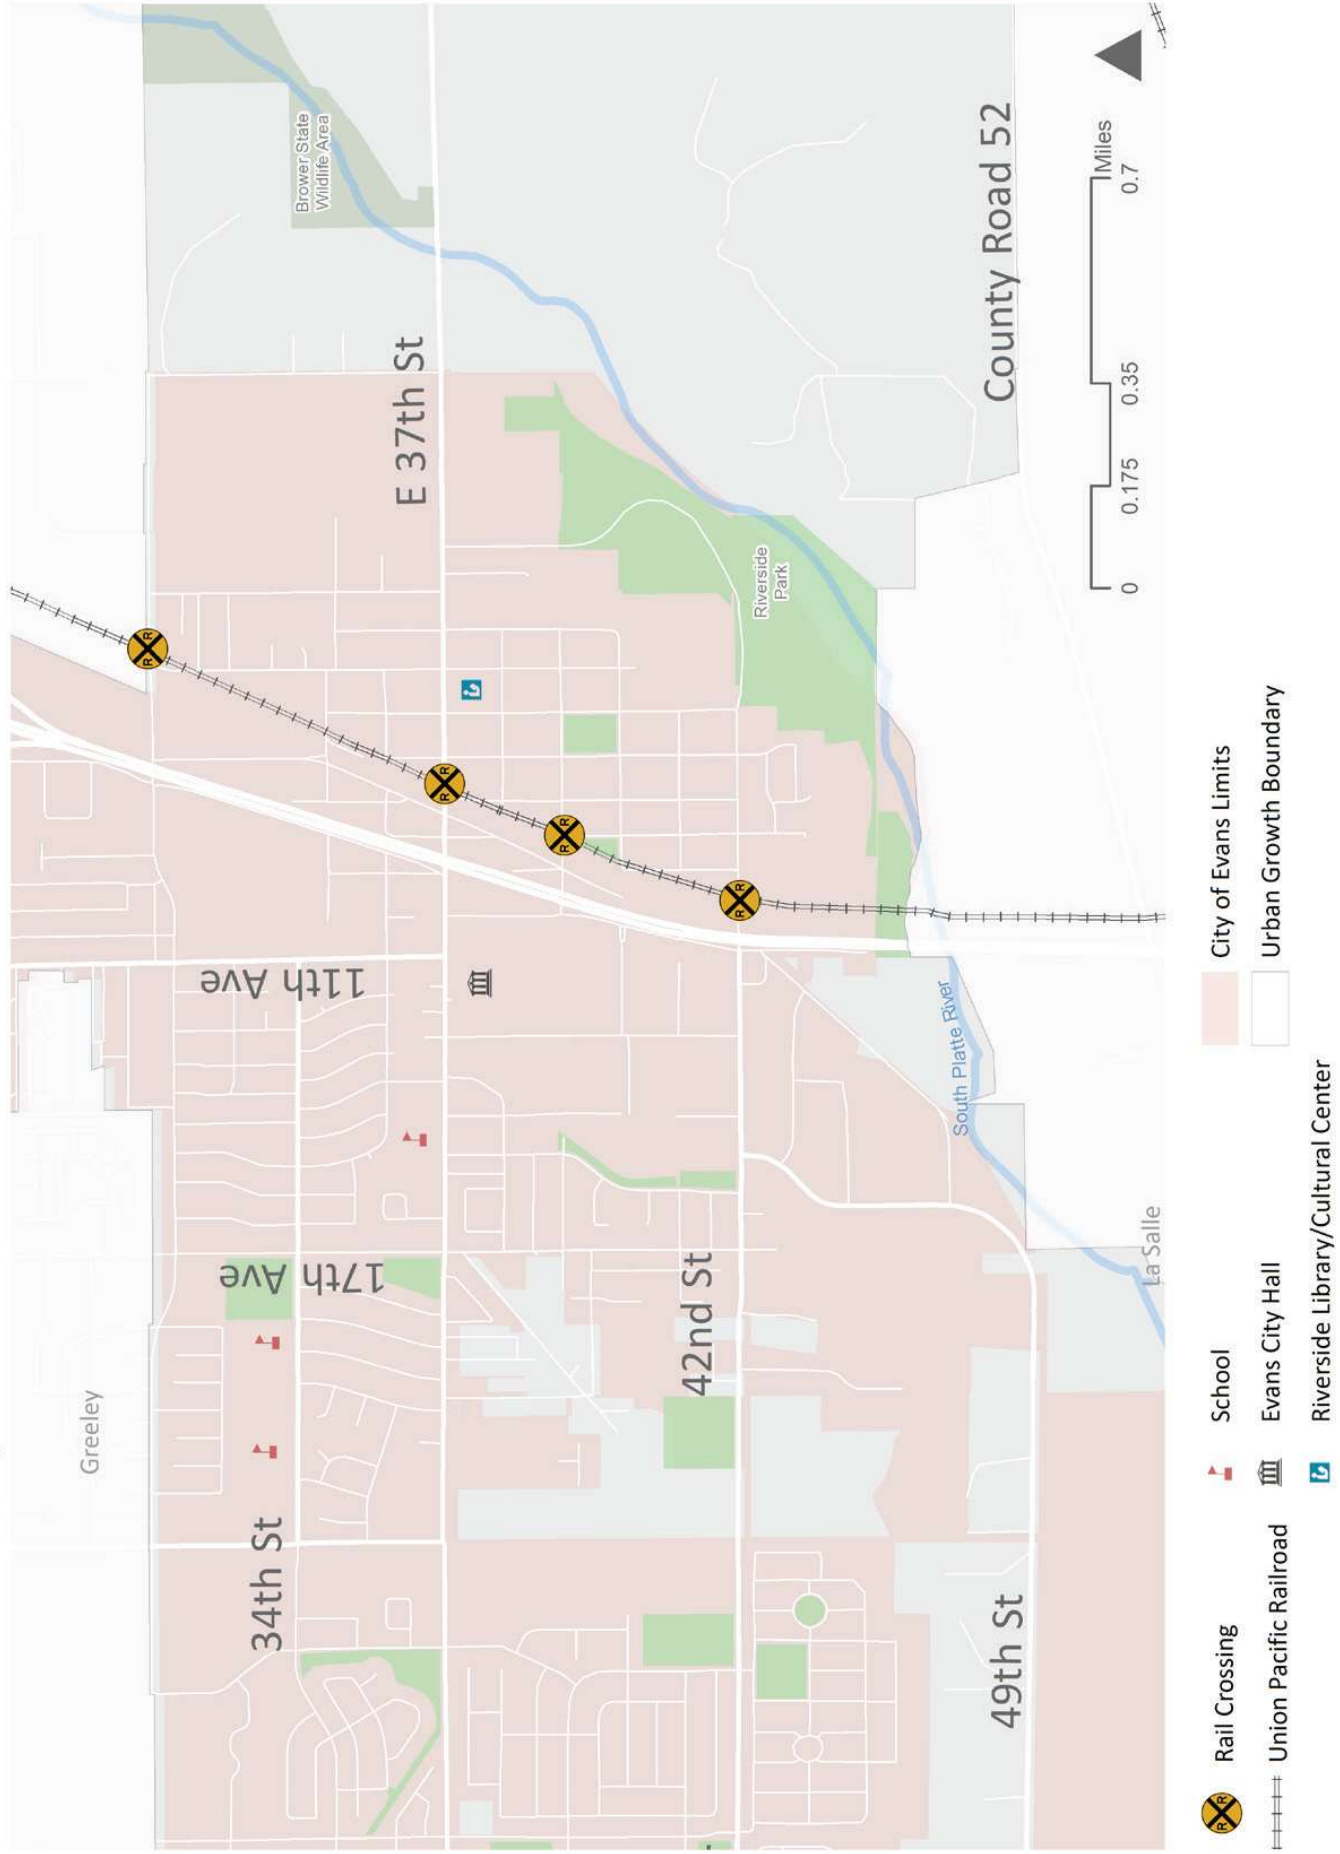 Greeley
34th St
17th Ave
11th Ave
E 37th St
42nd St
49th St
Brower State
Wildlife Area
Riverside
Park
South Platte River
La Salle
County Road 52
0
0.175
0.35
0.7
Miles
Rail Crossing
School
City of Evans Limits
Union Pacific Railroad
Evans City Hall
Urban Growth Boundary
Riverside Library/Cultural Center